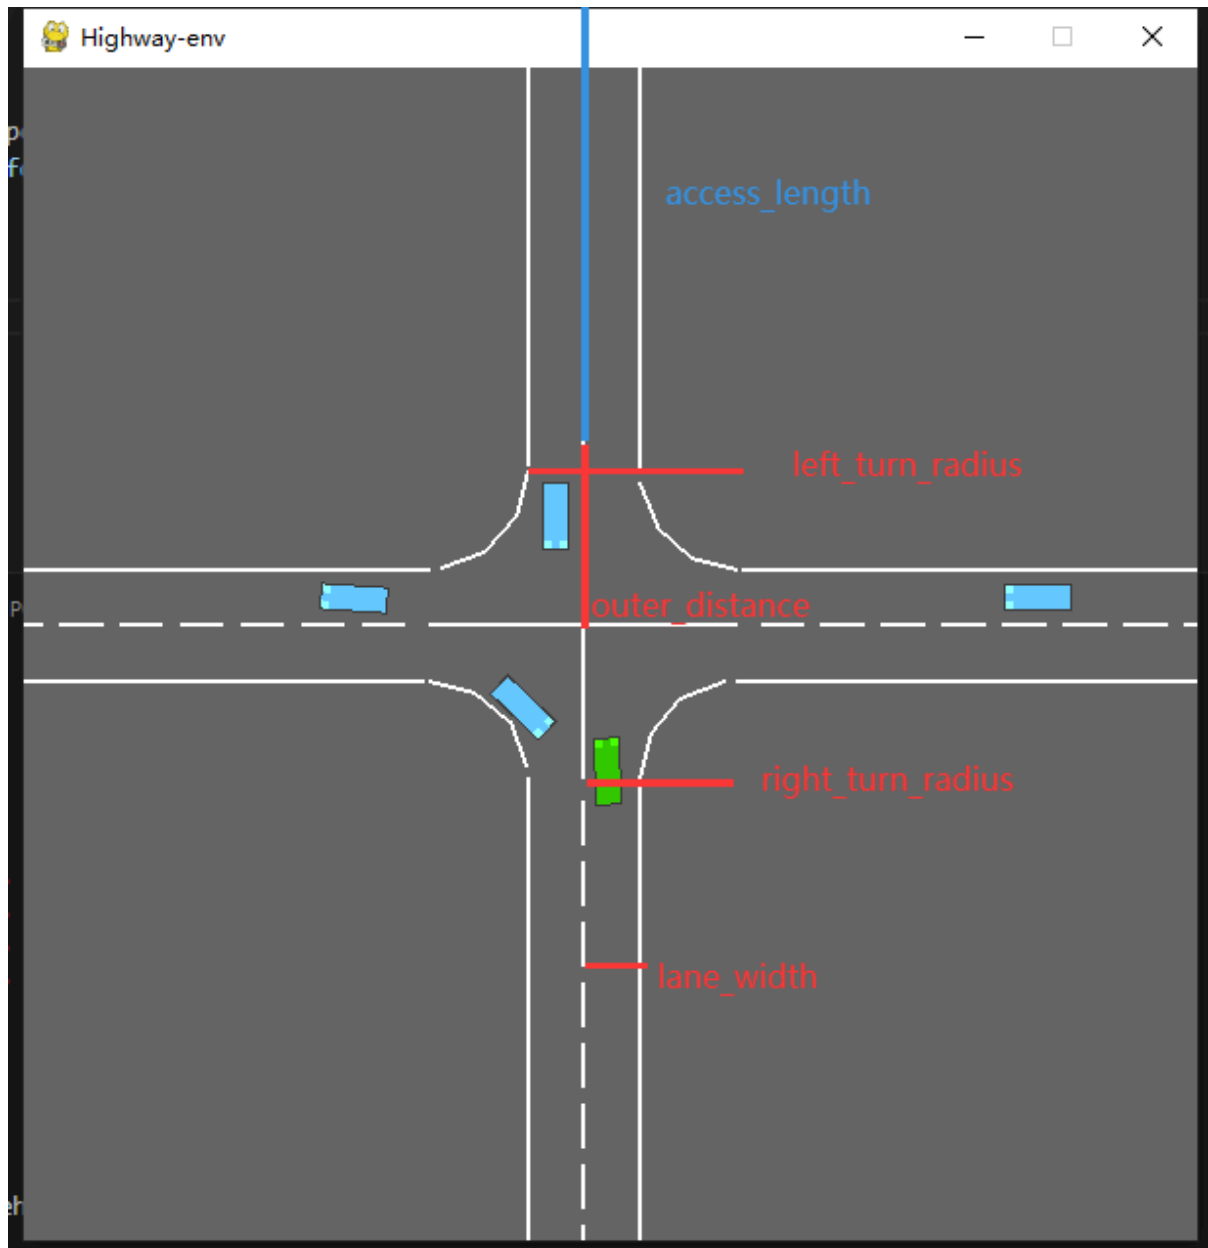 Highway-env
access_length
left_turn_radius
outer_distance
right_turn_radius
lane_width